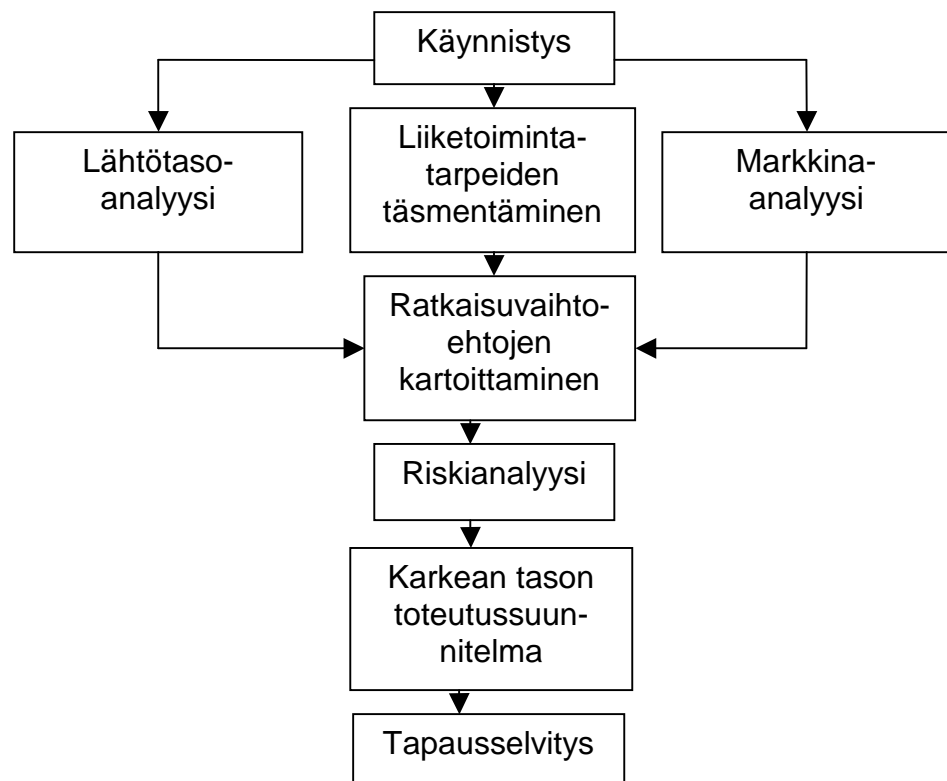 Käynnistys
Lähtötaso-
analyysi
Liiketoiminta-
tarpeiden
täsmentäminen
Markkina-
analyysi
Ratkaisuvaihto-
ehtojen
kartoittaminen
Riskianalyysi
Karkean tason
toteutussuun-
nitelma
Tapausselvitys